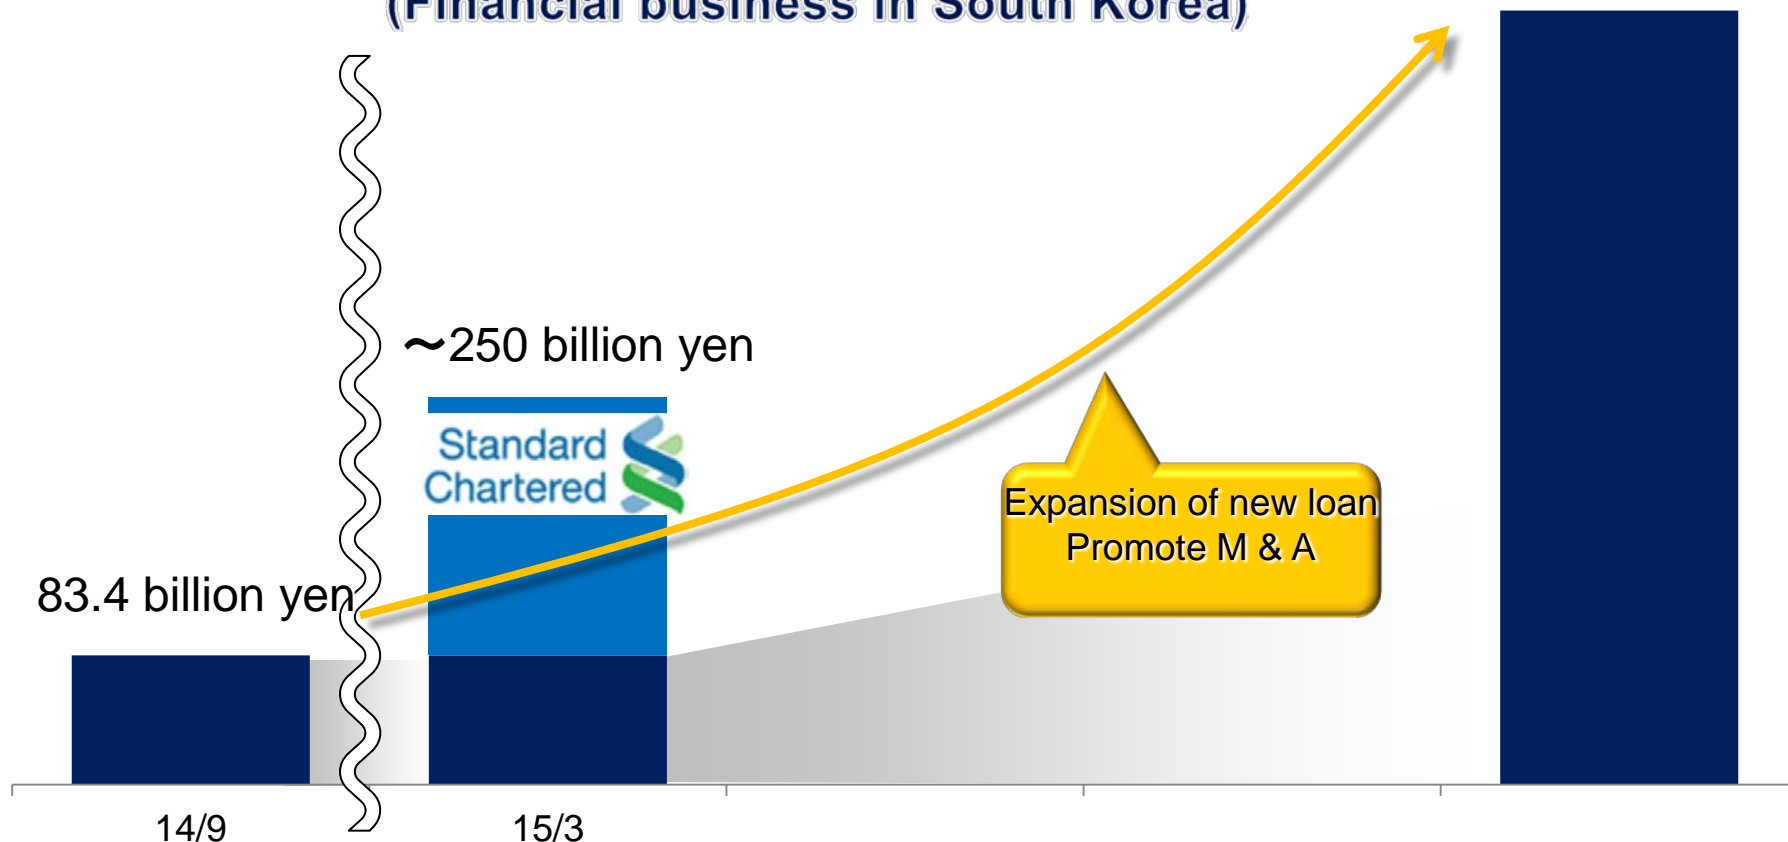 (Financial business in South Korea)
~250 billion yen
Standard
Chartered
Expansion of new loan
Promote M & A
83.4 billion yen
14/9
15/3